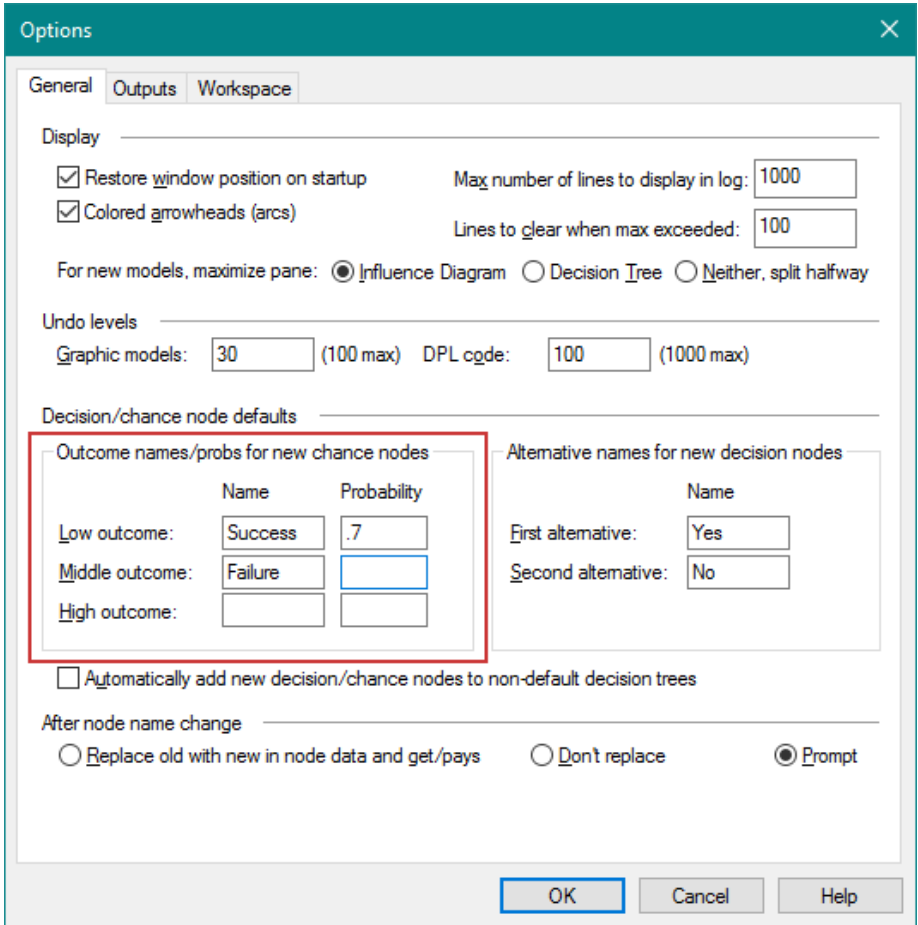 Options
General Outputs Workspace
Display
Restore window position on startup
Max number of lines to display in log: 1000
Colored arrowheads (arcs)
Lines to clear when max exceeded: 100
For new models, maximize pane: Influence Diagram Decision Tree Neither, split halfway
Undo levels
Graphic models: 30 (100 max) DPL code: 100 (1000 max)
Decision/chance node defaults
Outcome names/probs for new chance nodes
Name Probability
Low outcome: Success .7
Middle outcome: Failure
High outcome:
Alternative names for new decision nodes
Name
First alternative: Yes
Second alternative: No
Automatically add new decision/chance nodes to non-default decision trees
After node name change
Replace old with new in node data and get/pays Don't replace Prompt
OK Cancel Help